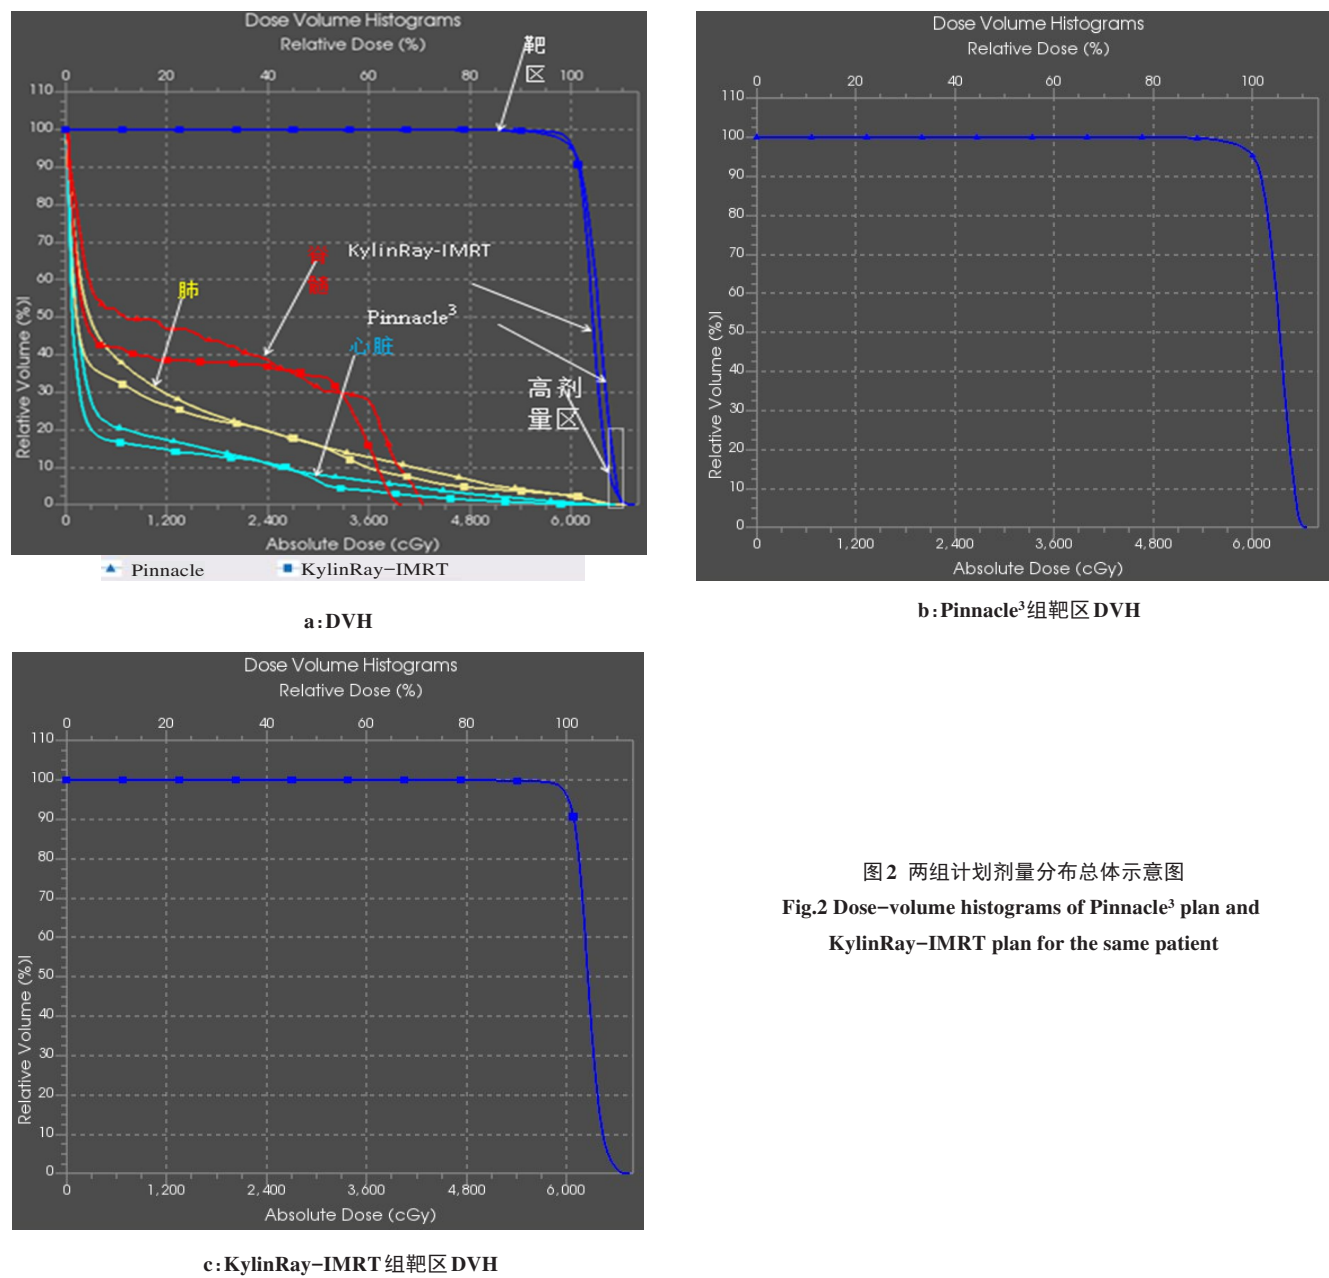 Dose Volume Histograms
Relative Dose (%)
靶
区
0 20 40 60 80 100
110
100
90
80
70
60
50
40
30
20
10
0
Relative Volume (%)
KylinRay-IMRT
肺
Pinnacle3
心脏
高剂
量区
0 1,200 2,400 3,600 4,800 6,000
Absolute Dose (cGy)
Pinnacle KylinRay-IMRT
a:DVH
Dose Volume Histograms
Relative Dose (%)
0 20 40 60 80 100
110
100
90
80
70
60
50
40
30
20
10
0
Relative Volume (%)
0 1,200 2,400 3,600 4,800 6,000
Absolute Dose (cGy)
b:Pinnacle3组靶区DVH
Dose Volume Histograms
Relative Dose (%)
0 20 40 60 80 100
110
100
90
80
70
60
50
40
30
20
10
0
Relative Volume (%)
0 1,200 2,400 3,600 4,800 6,000
Absolute Dose (cGy)
c:KylinRay-IMRT组靶区DVH
图2 两组计划剂量分布总体示意图
Fig.2 Dose-volume histograms of Pinnacle3 plan and
KylinRay-IMRT plan for the same patient